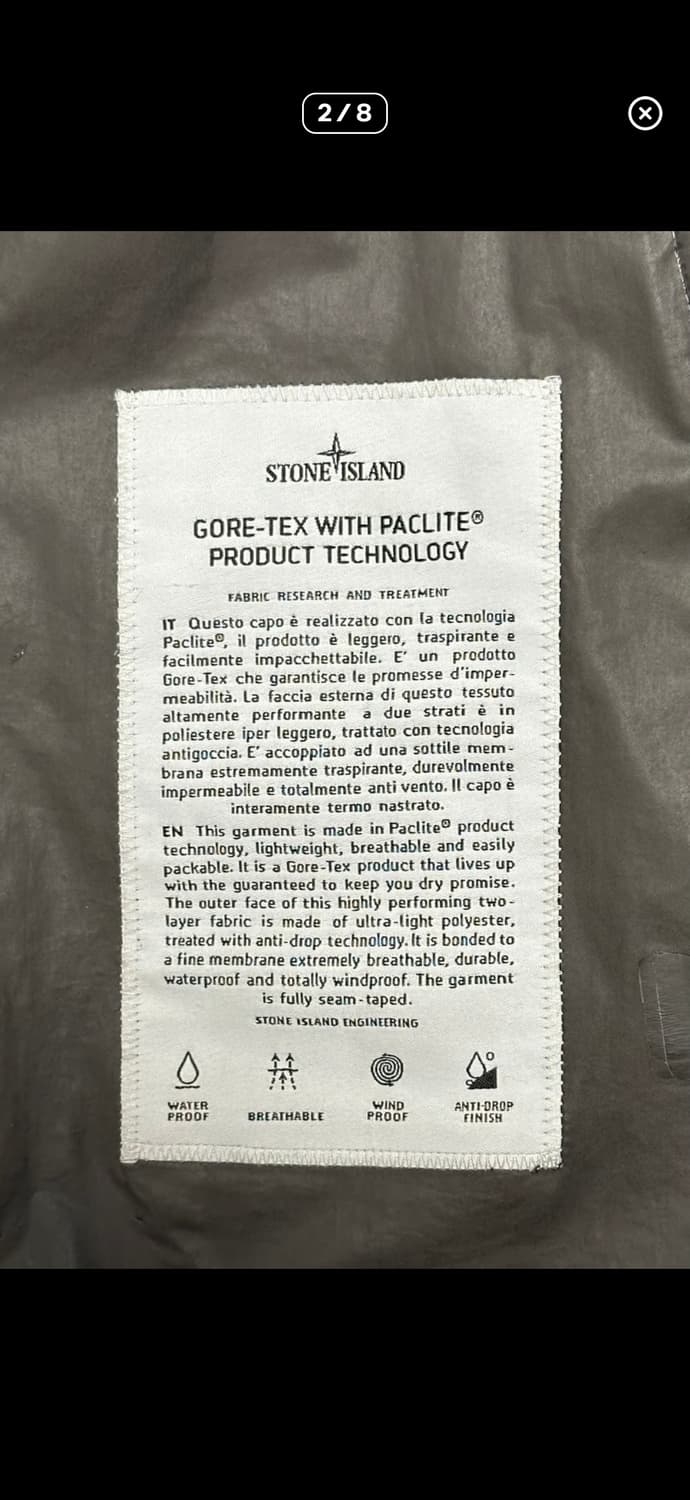 2/8
STONE ISLAND
GORE-TEX WITH PACLITE®
PRODUCT TECHNOLOGY
FABRIC RESEARCH AND TREATMENT
IT Questo capo è realizzato con la tecnologia
Paclite®, il prodotto è leggero, traspirante e
facilmente impacchettabile. E' un prodotto
Gore-Tex che garantisce le promesse d'imper-
meabilità. La faccia esterna di questo tessuto
altamente performante a due strati è in
poliestere iper leggero, trattato con tecnologia
antigoccia. E' accoppiato ad una sottile mem-
brana estremamente traspirante, durevolmente
impermeabile e totalmente anti vento. Il capo è
interamente termo nastrato.
EN This garment is made in Paclite® product
technology, lightweight, breathable and easily
packable. It is a Gore-Tex product that lives up
with the guaranteed to keep you dry promise.
The outer face of this highly performing two-
layer fabric is made of ultra-light polyester,
treated with anti-drop technology. It is bonded to
a fine membrane extremely breathable, durable,
waterproof and totally windproof. The garment
is fully seam-taped.
STONE ISLAND ENGINEERING
WATER
PROOF
BREATHABLE
WIND
PROOF
ANTI-DROP
FINISH